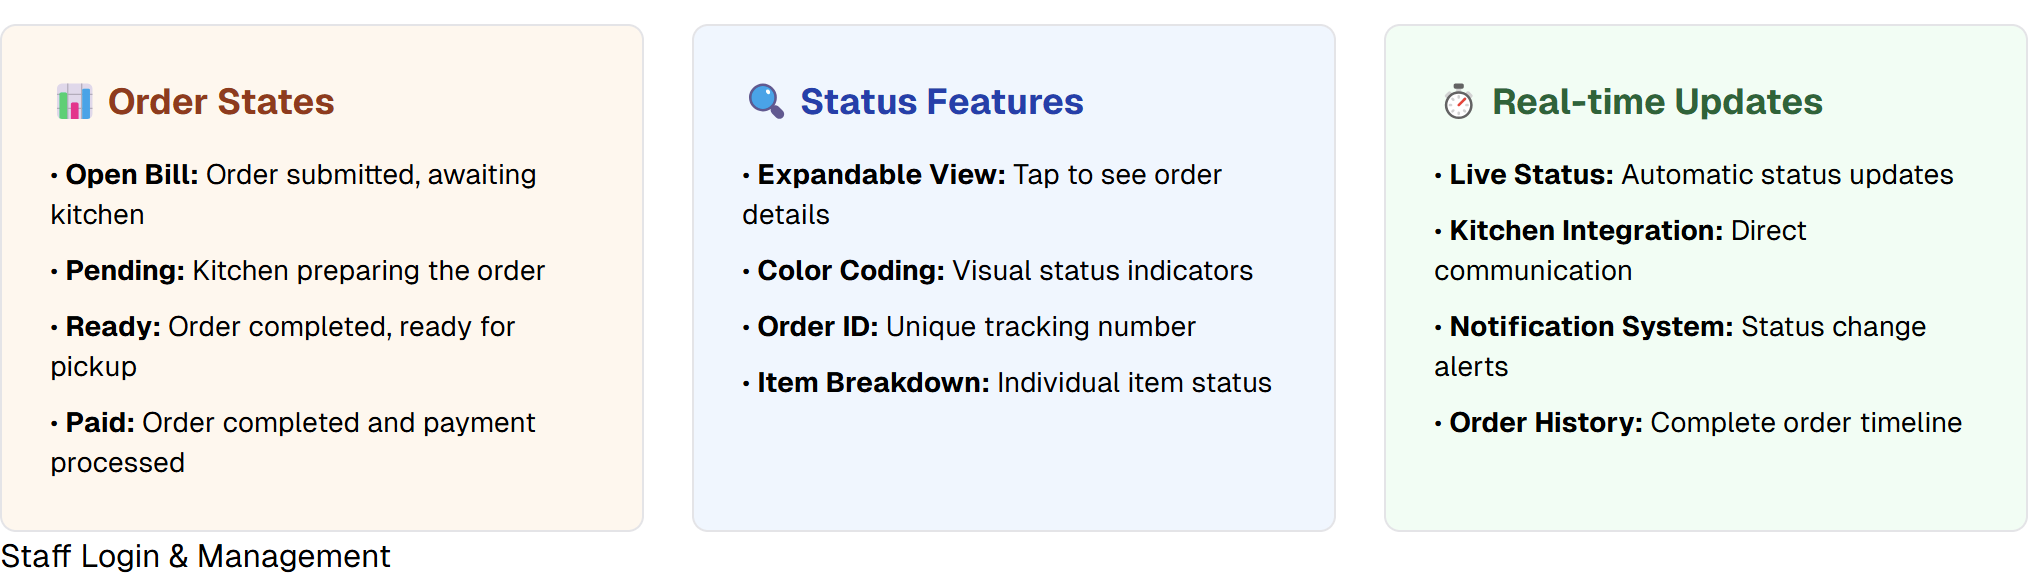 Order States
• Open Bill: Order submitted, awaiting
kitchen
• Pending: Kitchen preparing the order
• Ready: Order completed, ready for
pickup
• Paid: Order completed and payment
processed
Status Features
• Expandable View: Tap to see order
details
• Color Coding: Visual status indicators
• Order ID: Unique tracking number
• Item Breakdown: Individual item status
Real-time Updates
• Live Status: Automatic status updates
• Kitchen Integration: Direct
communication
• Notification System: Status change
alerts
• Order History: Complete order timeline
Staff Login & Management